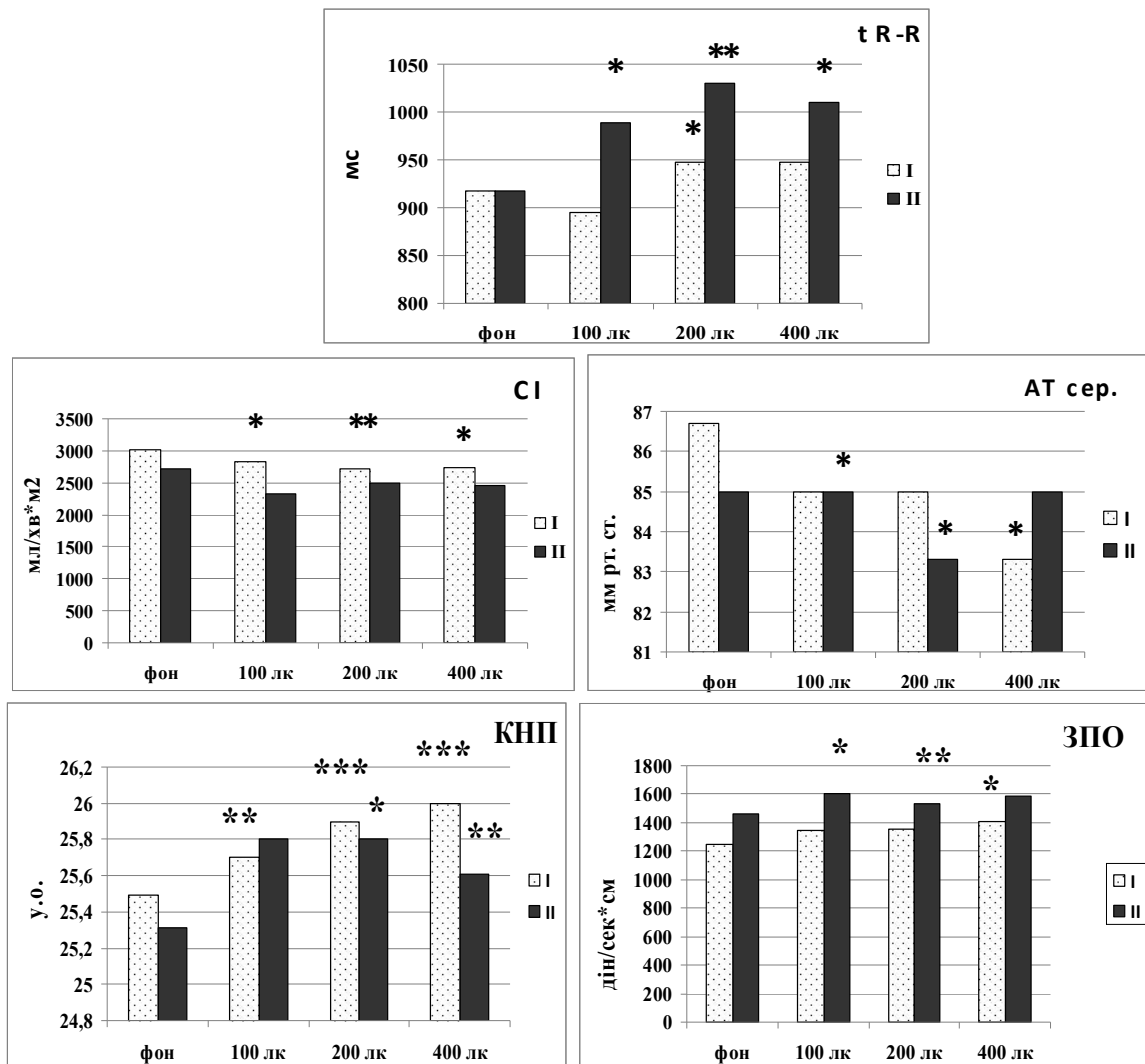 t R-R
мс
1050
1000
950
900
850
800
*
**
*
*
фон 100 лк 200 лк 400 лк
I
II
СІ
мл/хв*м2
3500
3000
2500
2000
1500
1000
500
0
* ** *
фон 100 лк 200 лк 400 лк
I
II
АТ сер.
мм рт. ст.
87
86
85
84
83
82
81
*
* *
фон 100 лк 200 лк 400 лк
I
II
КНП
у.о.
26,2
26
25,8
25,6
25,4
25,2
25
24,8
***
***
** *
**
фон 100 лк 200 лк 400 лк
I
II
ЗПО
дін/сек*см
1800
1600
1400
1200
1000
800
600
400
200
0
* **
*
фон 100 лк 200 лк 400 лк
I
II